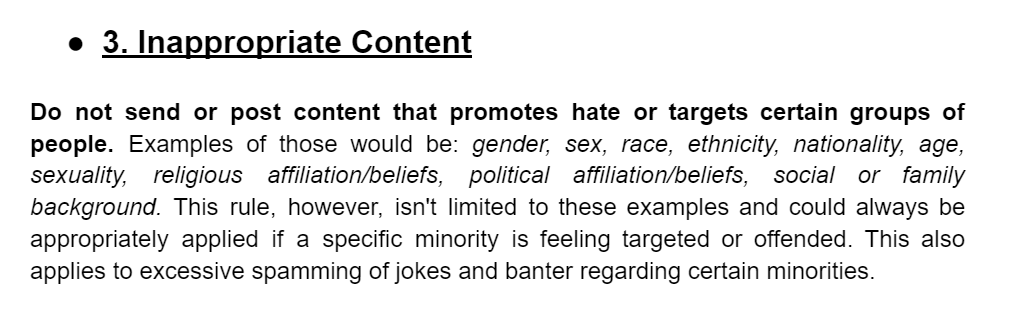 ● 3. Inappropriate Content
Do not send or post content that promotes hate or targets certain groups of
people. Examples of those would be: gender, sex, race, ethnicity, nationality, age,
sexuality, religious affiliation/beliefs, political affiliation/beliefs, social or family
background. This rule, however, isn't limited to these examples and could always be
appropriately applied if a specific minority is feeling targeted or offended. This also
applies to excessive spamming of jokes and banter regarding certain minorities.